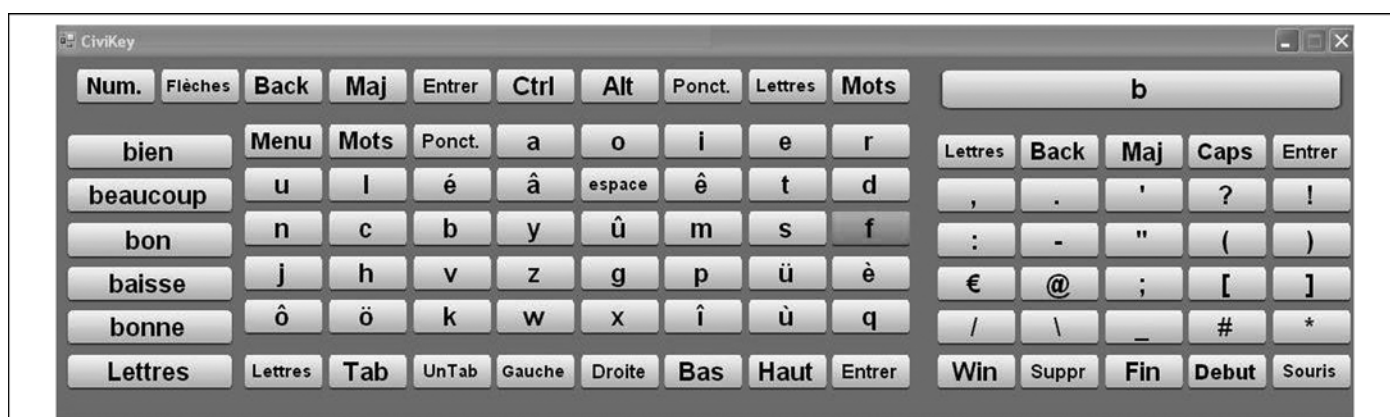 CiviKey
Num. Flèches Back Maj Entrer Ctrl Alt Ponct. Lettres Mots
b
bien
beaucoup
bon
baisse
bonne
Lettres
Menu Mots Ponct. a o i e r
u l é â espace ê t d
n c b y û m s f
j h v z g p ü è
ô ö k w x î ù q
Lettres Tab UnTab Gauche Droite Bas Haut Entrer
Lettres Back Maj Caps Entrer
, . ' ? !
: - " ( )
€ @ ; [ ]
/ \ _ # *
Win Suppr Fin Debut Souris